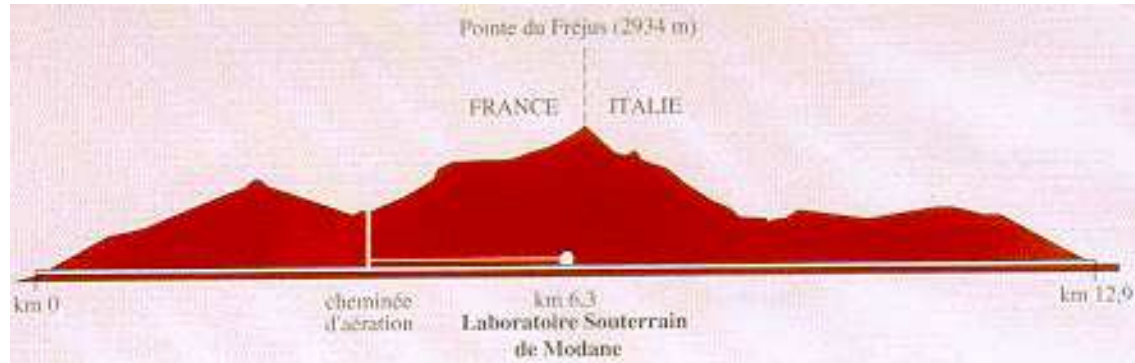 Pointe du Fréjus (2934 m)
FRANCE ITALIE
km 0
cheminée
d'aération
km 6,3
Laboratoire Souterrain
de Modane
km 12,9